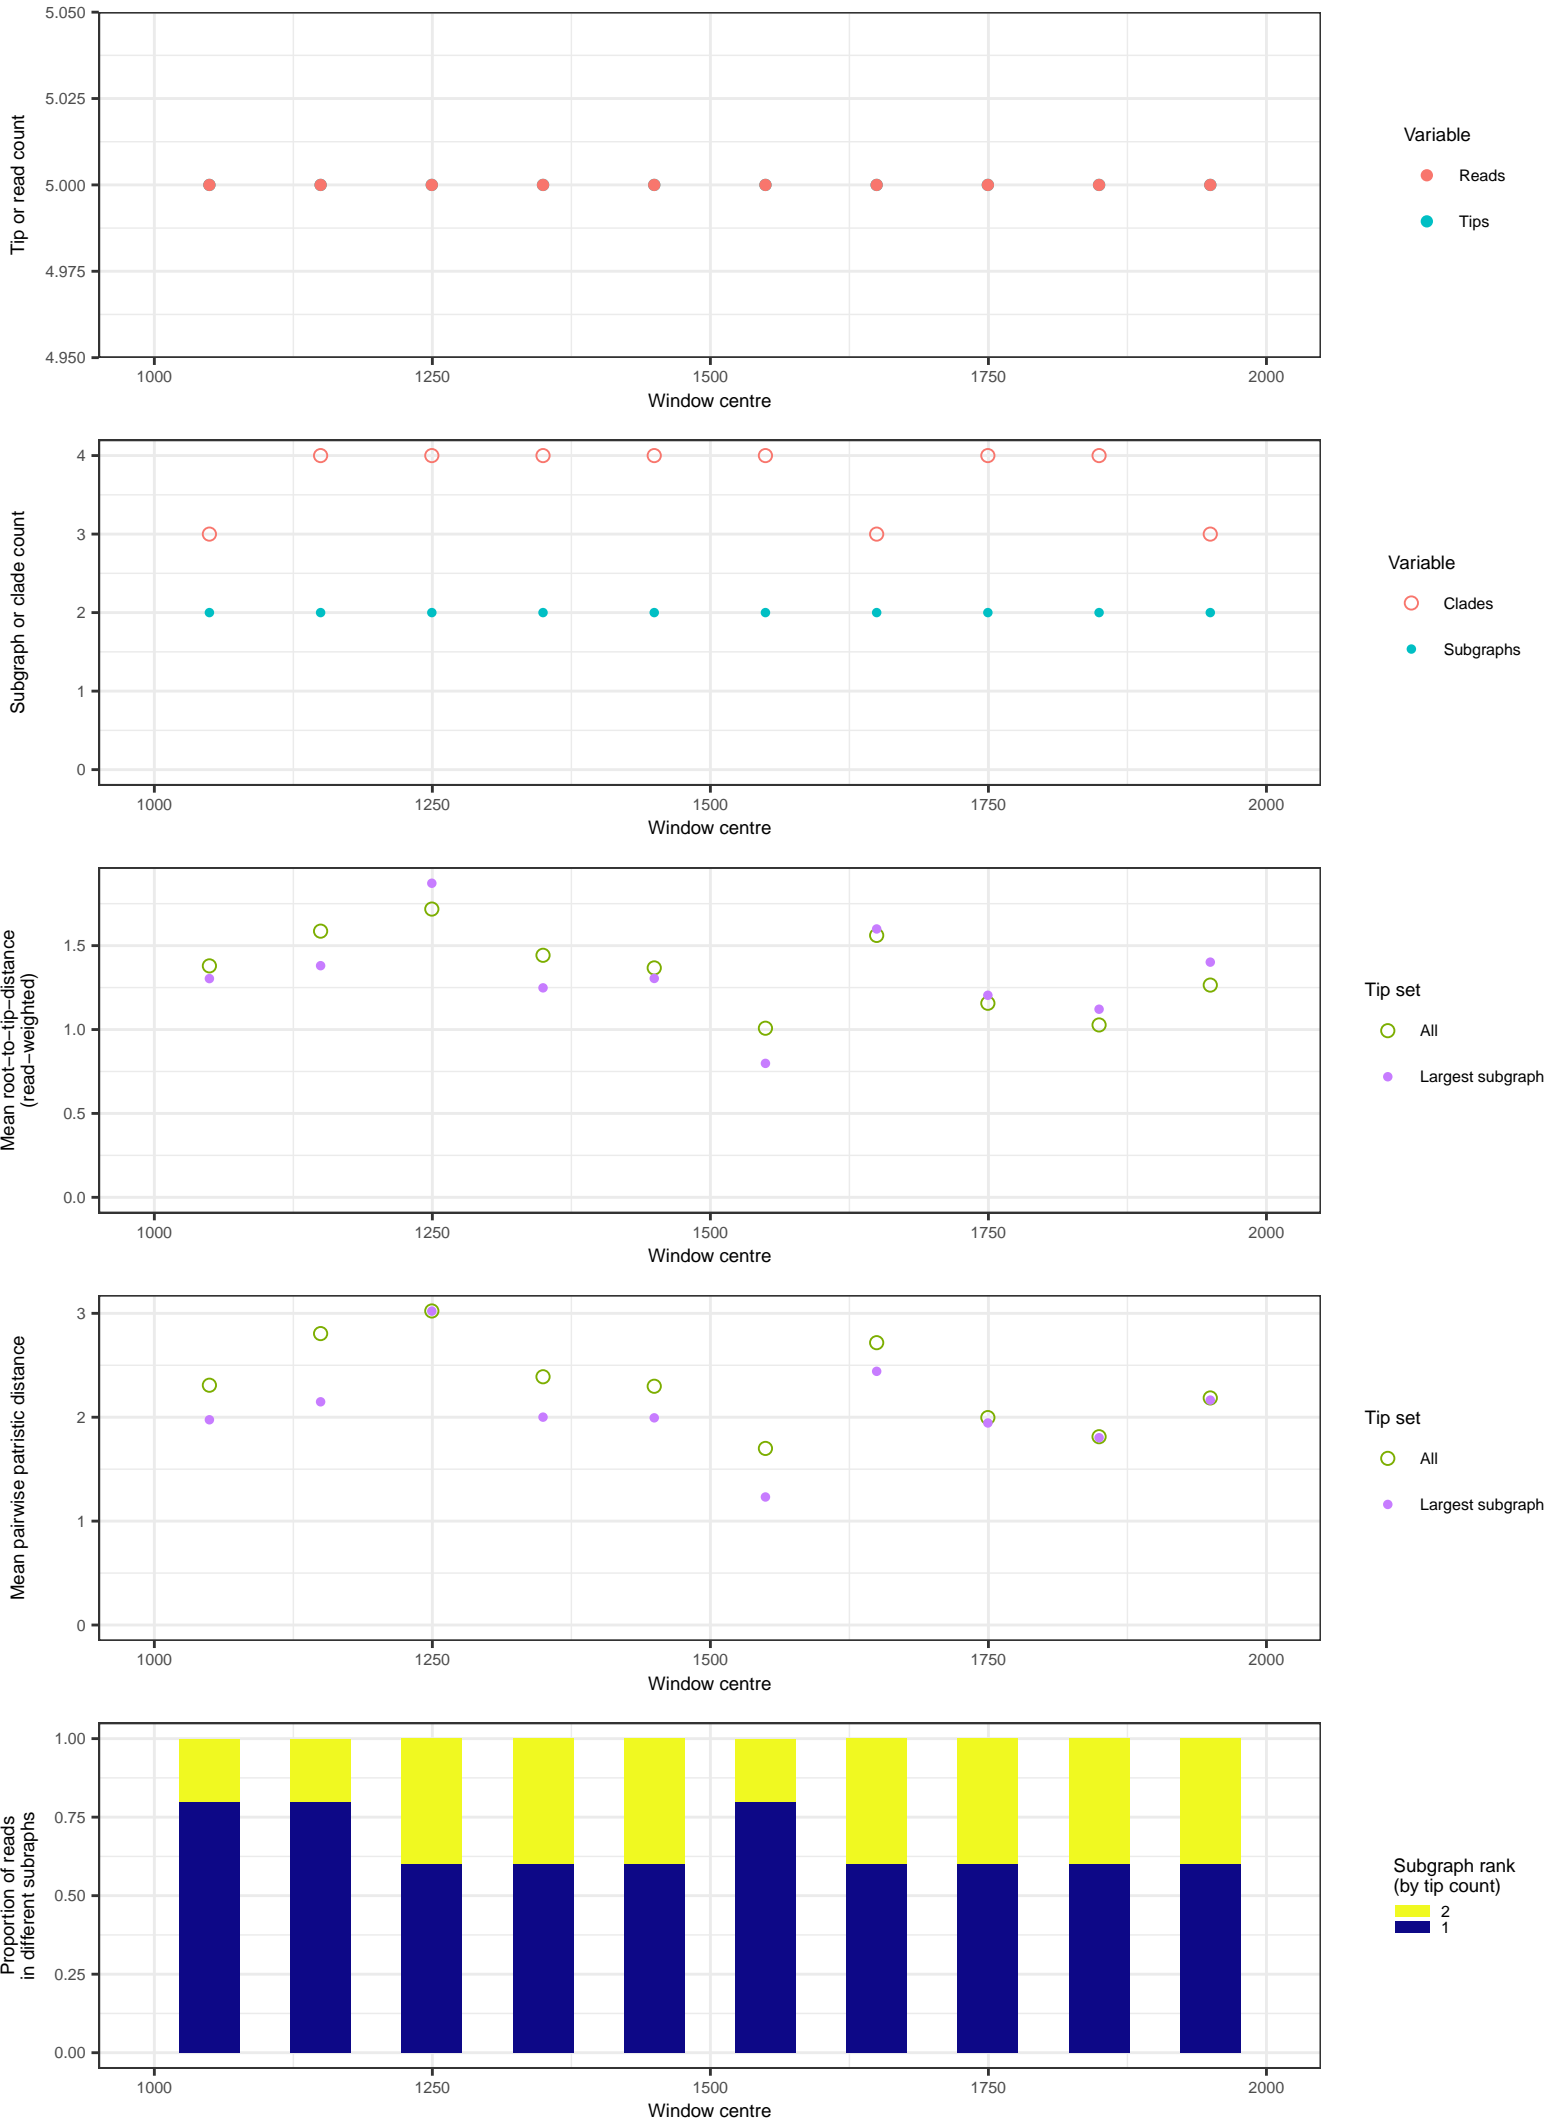 5.050
5.025
5.000
4.975
4.950
Tip or read count
1000 1250 1500 1750 2000
Window centre
Variable
Reads
Tips
4
3
2
1
0
Subgraph or clade count
1000 1250 1500 1750 2000
Window centre
Variable
Clades
Subgraphs
1.5
1.0
0.5
0.0
Mean root−to−tip−distance
(read−weighted)
1000 1250 1500 1750 2000
Window centre
Tip set
All
Largest subgraph
3
2
1
0
Mean pairwise patristic distance
1000 1250 1500 1750 2000
Window centre
Tip set
All
Largest subgraph
1.00
0.75
0.50
0.25
0.00
Proportion of reads
in different subraphs
1000 1250 1500 1750 2000
Window centre
Subgraph rank
(by tip count)
2
1